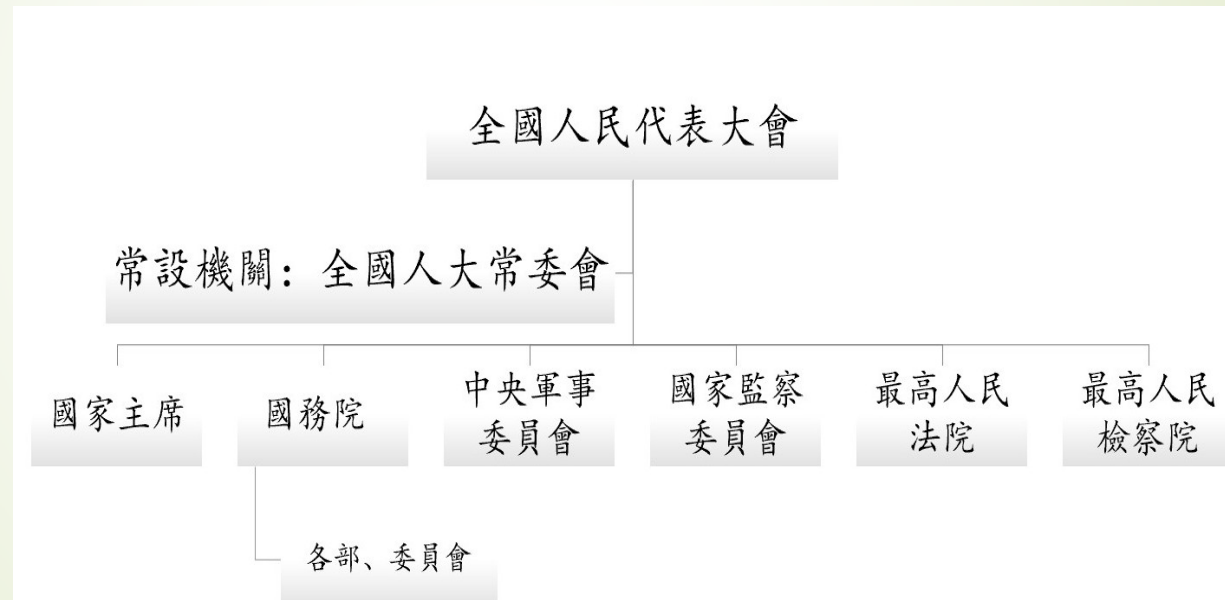 全國人民代表大會
常設機關：全國人大常委會
國家主席
國務院
中央軍事
委員會
國家監察
委員會
最高人民
法院
最高人民
檢察院
各部、委員會